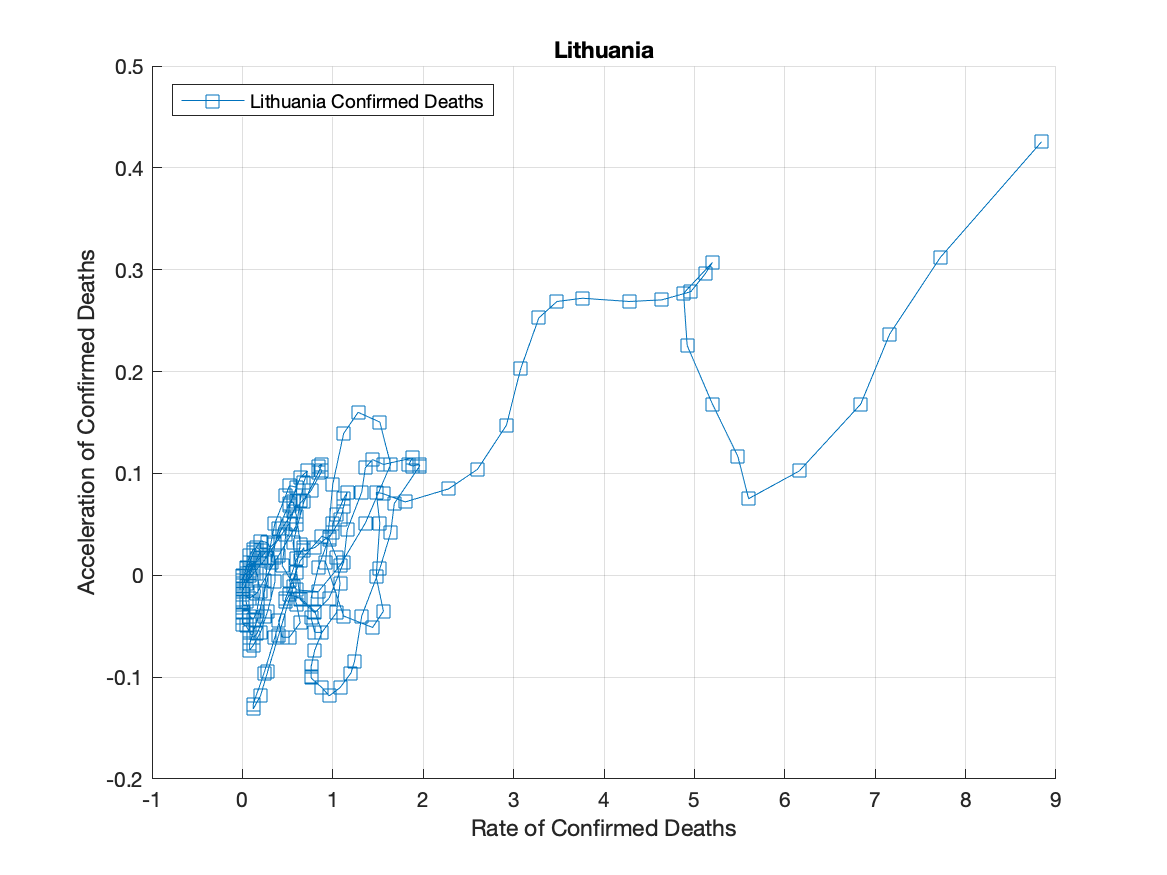 Lithuania
Lithuania Confirmed Deaths
0.5
0.4
0.3
0.2
0.1
0
-0.1
-0.2
Acceleration of Confirmed Deaths
-1 0 1 2 3 4 5 6 7 8 9
Rate of Confirmed Deaths